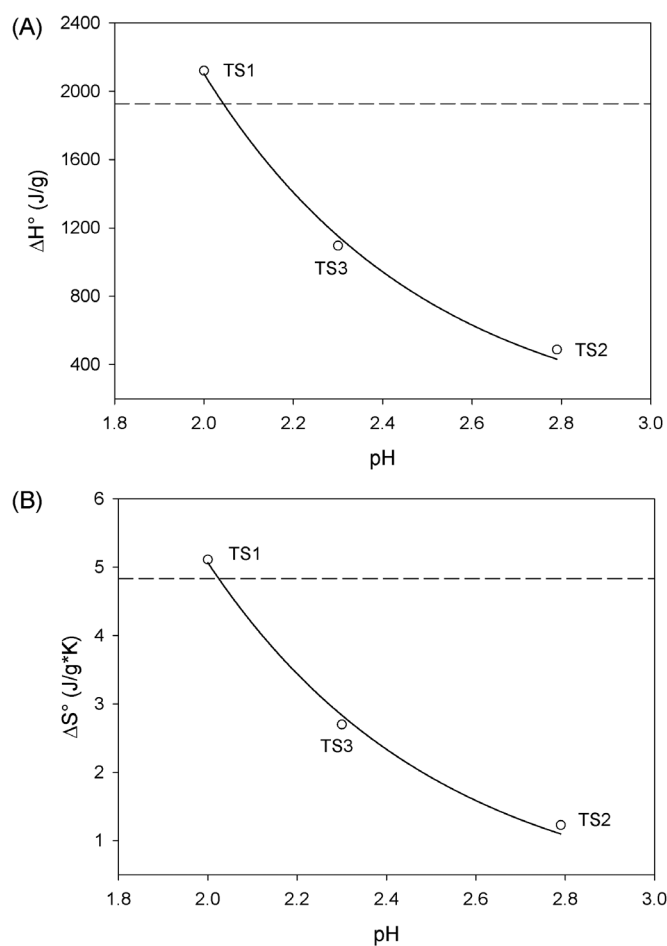 (A)
2400
2000
1600
1200
800
400
ΔH° (J/g)
TS1
TS3
TS2
1.8 2.0 2.2 2.4 2.6 2.8 3.0
pH
(B)
6
5
4
3
2
1
ΔS° (J/g*K)
TS1
TS3
TS2
1.8 2.0 2.2 2.4 2.6 2.8 3.0
pH